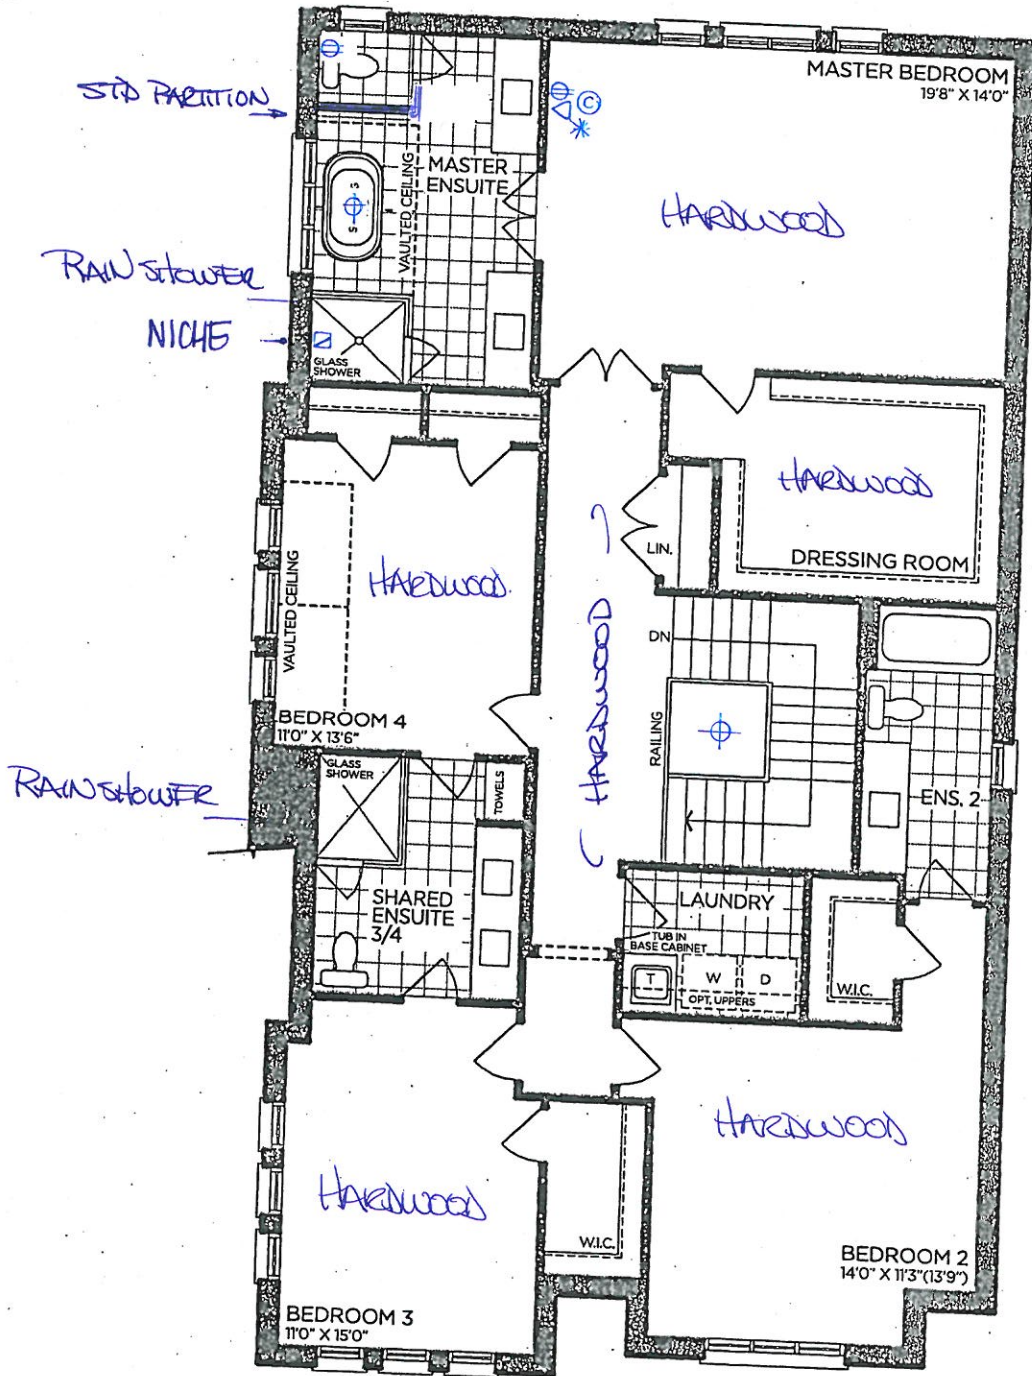 MASTER BEDROOM
19'8" X 14'0"
STD PARTITION
MASTER
ENSUITE
VAULTED CEILING
S S
©
HARDWOOD
RAIN SHOWER
NICHE
GLASS
SHOWER
HARDWOOD
DRESSING ROOM
LIN.
VAULTED CEILING
HARDWOOD
BEDROOM 4
11'0" X 13'6"
HARDWOOD
DN
RAILING
ENS. 2
GLASS
SHOWER
TOWELS
RAIN SHOWER
SHARED
ENSUITE
3/4
LAUNDRY
TUB IN
BASE CABINET
T
W
D
OPT. UPPERS
W.I.C.
HARDWOOD
HARDWOOD
W.I.C.
BEDROOM 2
14'0" X 11'3"(13'9")
BEDROOM 3
11'0" X 15'0"